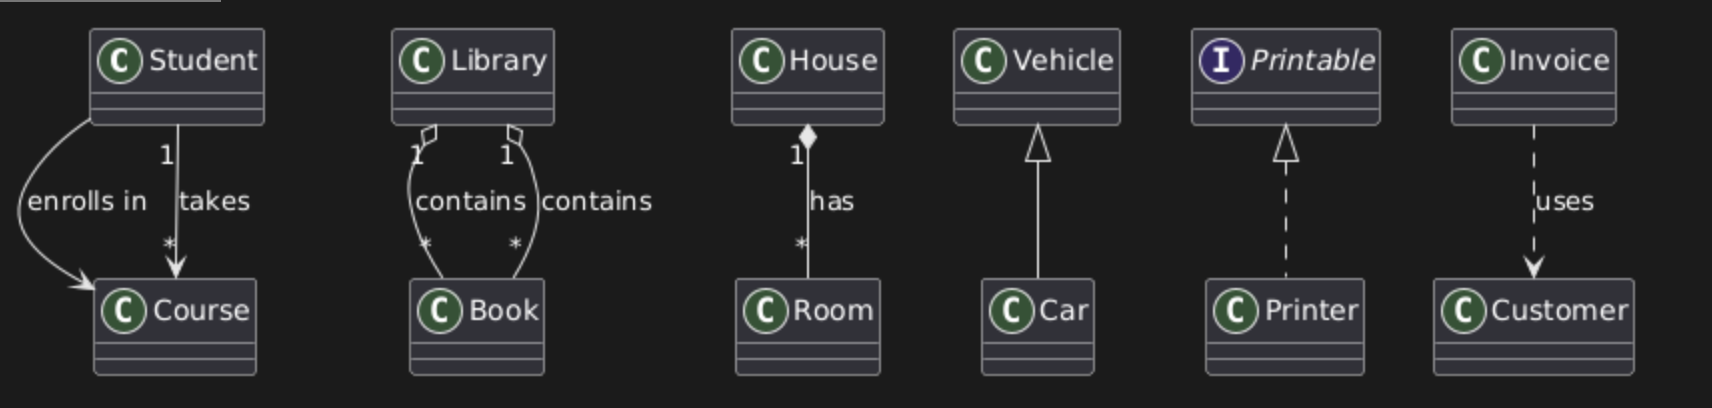 C Student
C Library
C House
C Vehicle
I Printable
C Invoice
1
1
1
1
enrolls in
takes
contains
contains
has
uses
*
*
*
*
C Course
C Book
C Room
C Car
C Printer
C Customer